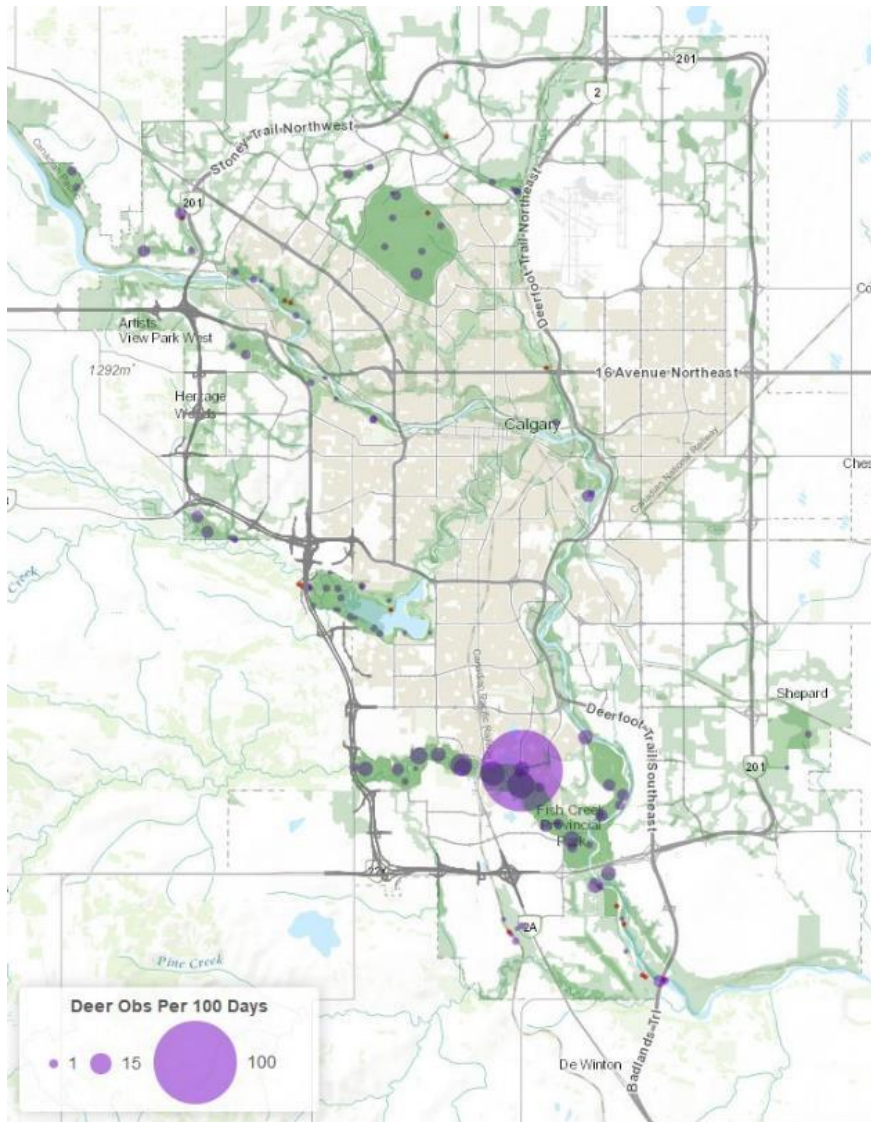 201
2
Stoney Trail Northwest
201
Deerfoot Trail Northeast
Artists
View Park West
1292m
16 Avenue Northeast
Heritage
Woods
Calgary
Canadian National Railway
Creek
Canadian Pacific Railway
Shepard
Deerfoot Trail Southeast
201
Fish Creek
Provincial
Park
2A
Pine Creek
Badlands Trl
De Winton
Deer Obs Per 100 Days
1
15
100